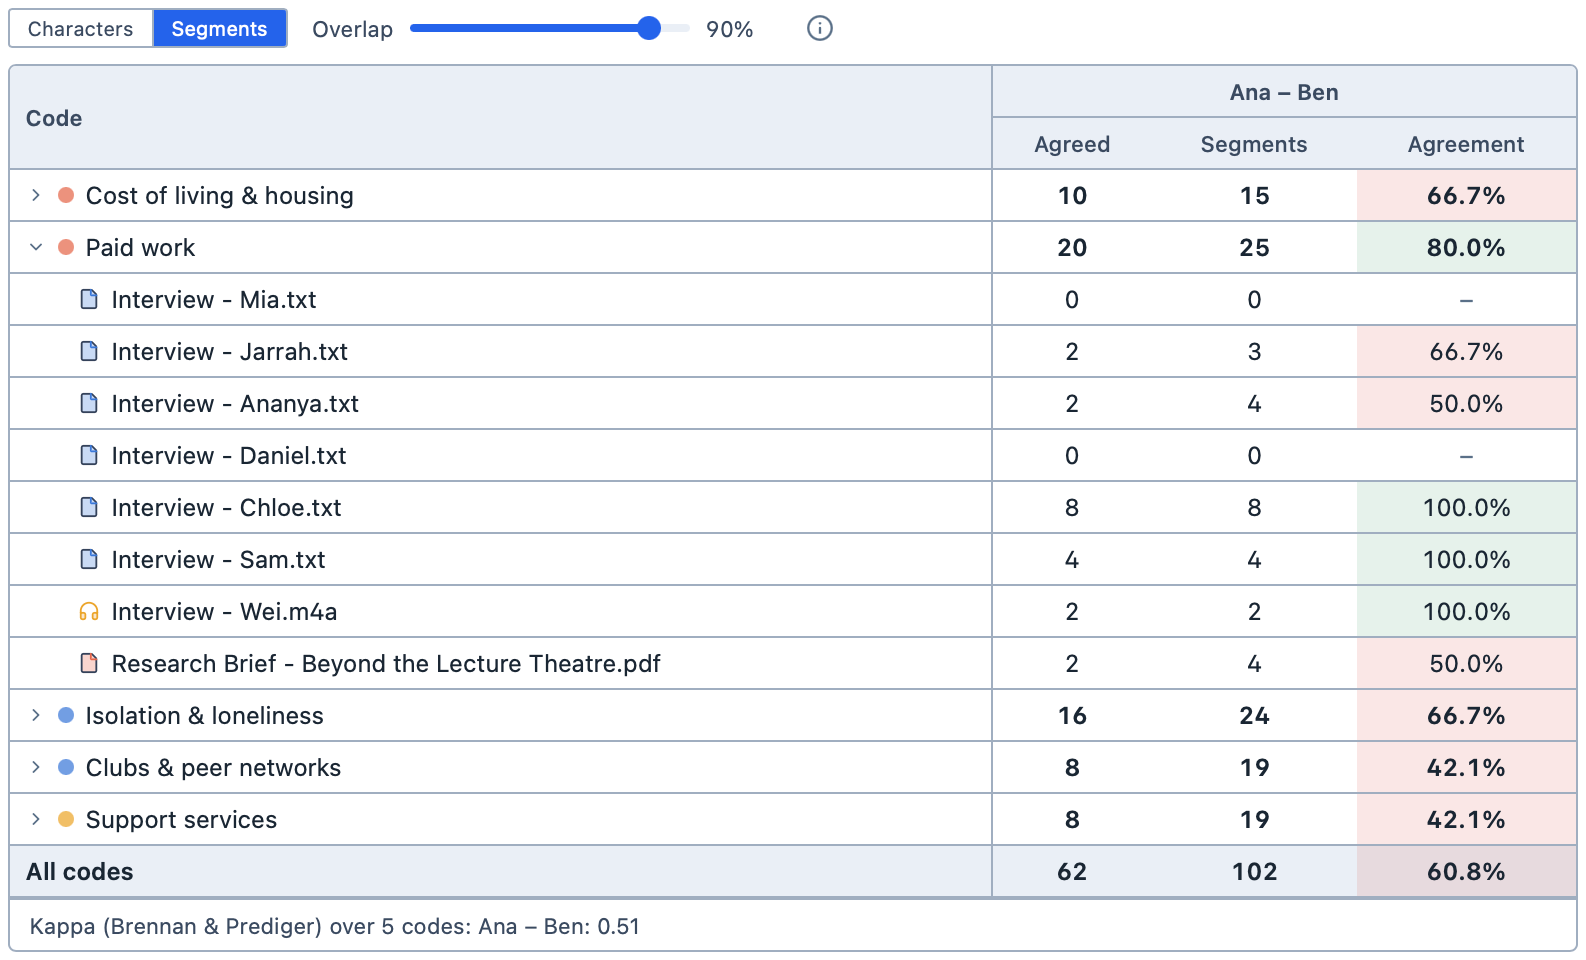 Characters Segments Overlap 90%
Code Ana – Ben
Agreed Segments Agreement
Cost of living & housing 10 15 66.7%
Paid work 20 25 80.0%
Interview - Mia.txt 0 0 –
Interview - Jarrah.txt 2 3 66.7%
Interview - Ananya.txt 2 4 50.0%
Interview - Daniel.txt 0 0 –
Interview - Chloe.txt 8 8 100.0%
Interview - Sam.txt 4 4 100.0%
Interview - Wei.m4a 2 2 100.0%
Research Brief - Beyond the Lecture Theatre.pdf 2 4 50.0%
Isolation & loneliness 16 24 66.7%
Clubs & peer networks 8 19 42.1%
Support services 8 19 42.1%
All codes 62 102 60.8%
Kappa (Brennan & Prediger) over 5 codes: Ana – Ben: 0.51